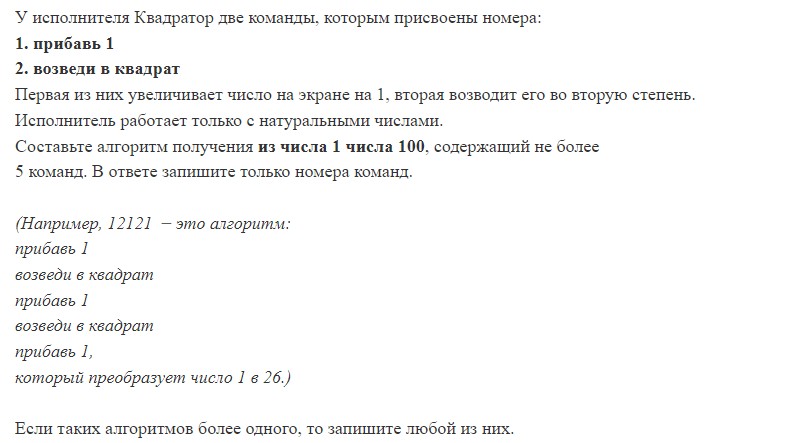 У исполнителя Квадратор две команды, которым присвоены номера:
1. прибавь 1
2. возведи в квадрат
Первая из них увеличивает число на экране на 1, вторая возводит его во вторую степень.
Исполнитель работает только с натуральными числами.
Составьте алгоритм получения из числа 1 числа 100, содержащий не более
5 команд. В ответе запишите только номера команд.
(Например, 12121 – это алгоритм:
прибавь 1
возведи в квадрат
прибавь 1
возведи в квадрат
прибавь 1,
который преобразует число 1 в 26.)
Если таких алгоритмов более одного, то запишите любой из них.